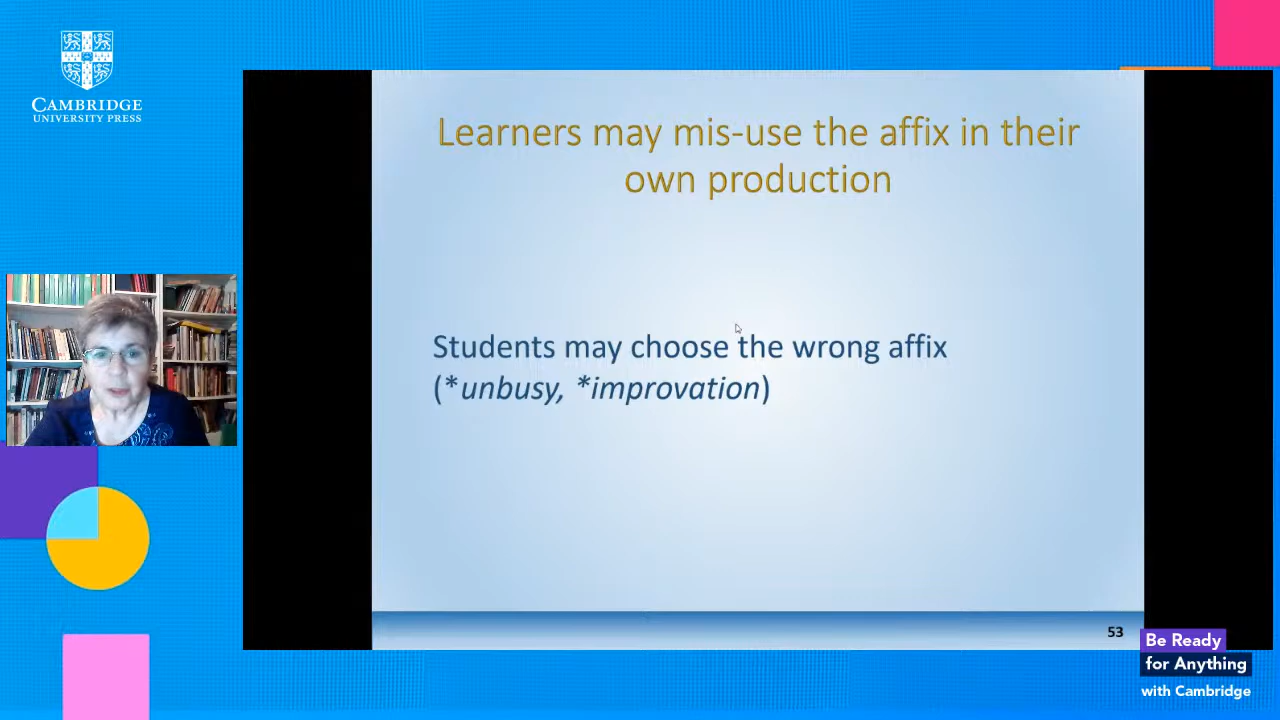 CAMBRIDGE
UNIVERSITY PRESS
Learners may mis-use the affix in their
own production
Students may choose the wrong affix
(*unbusy, *improvation)
53
Be Ready
for Anything
with Cambridge